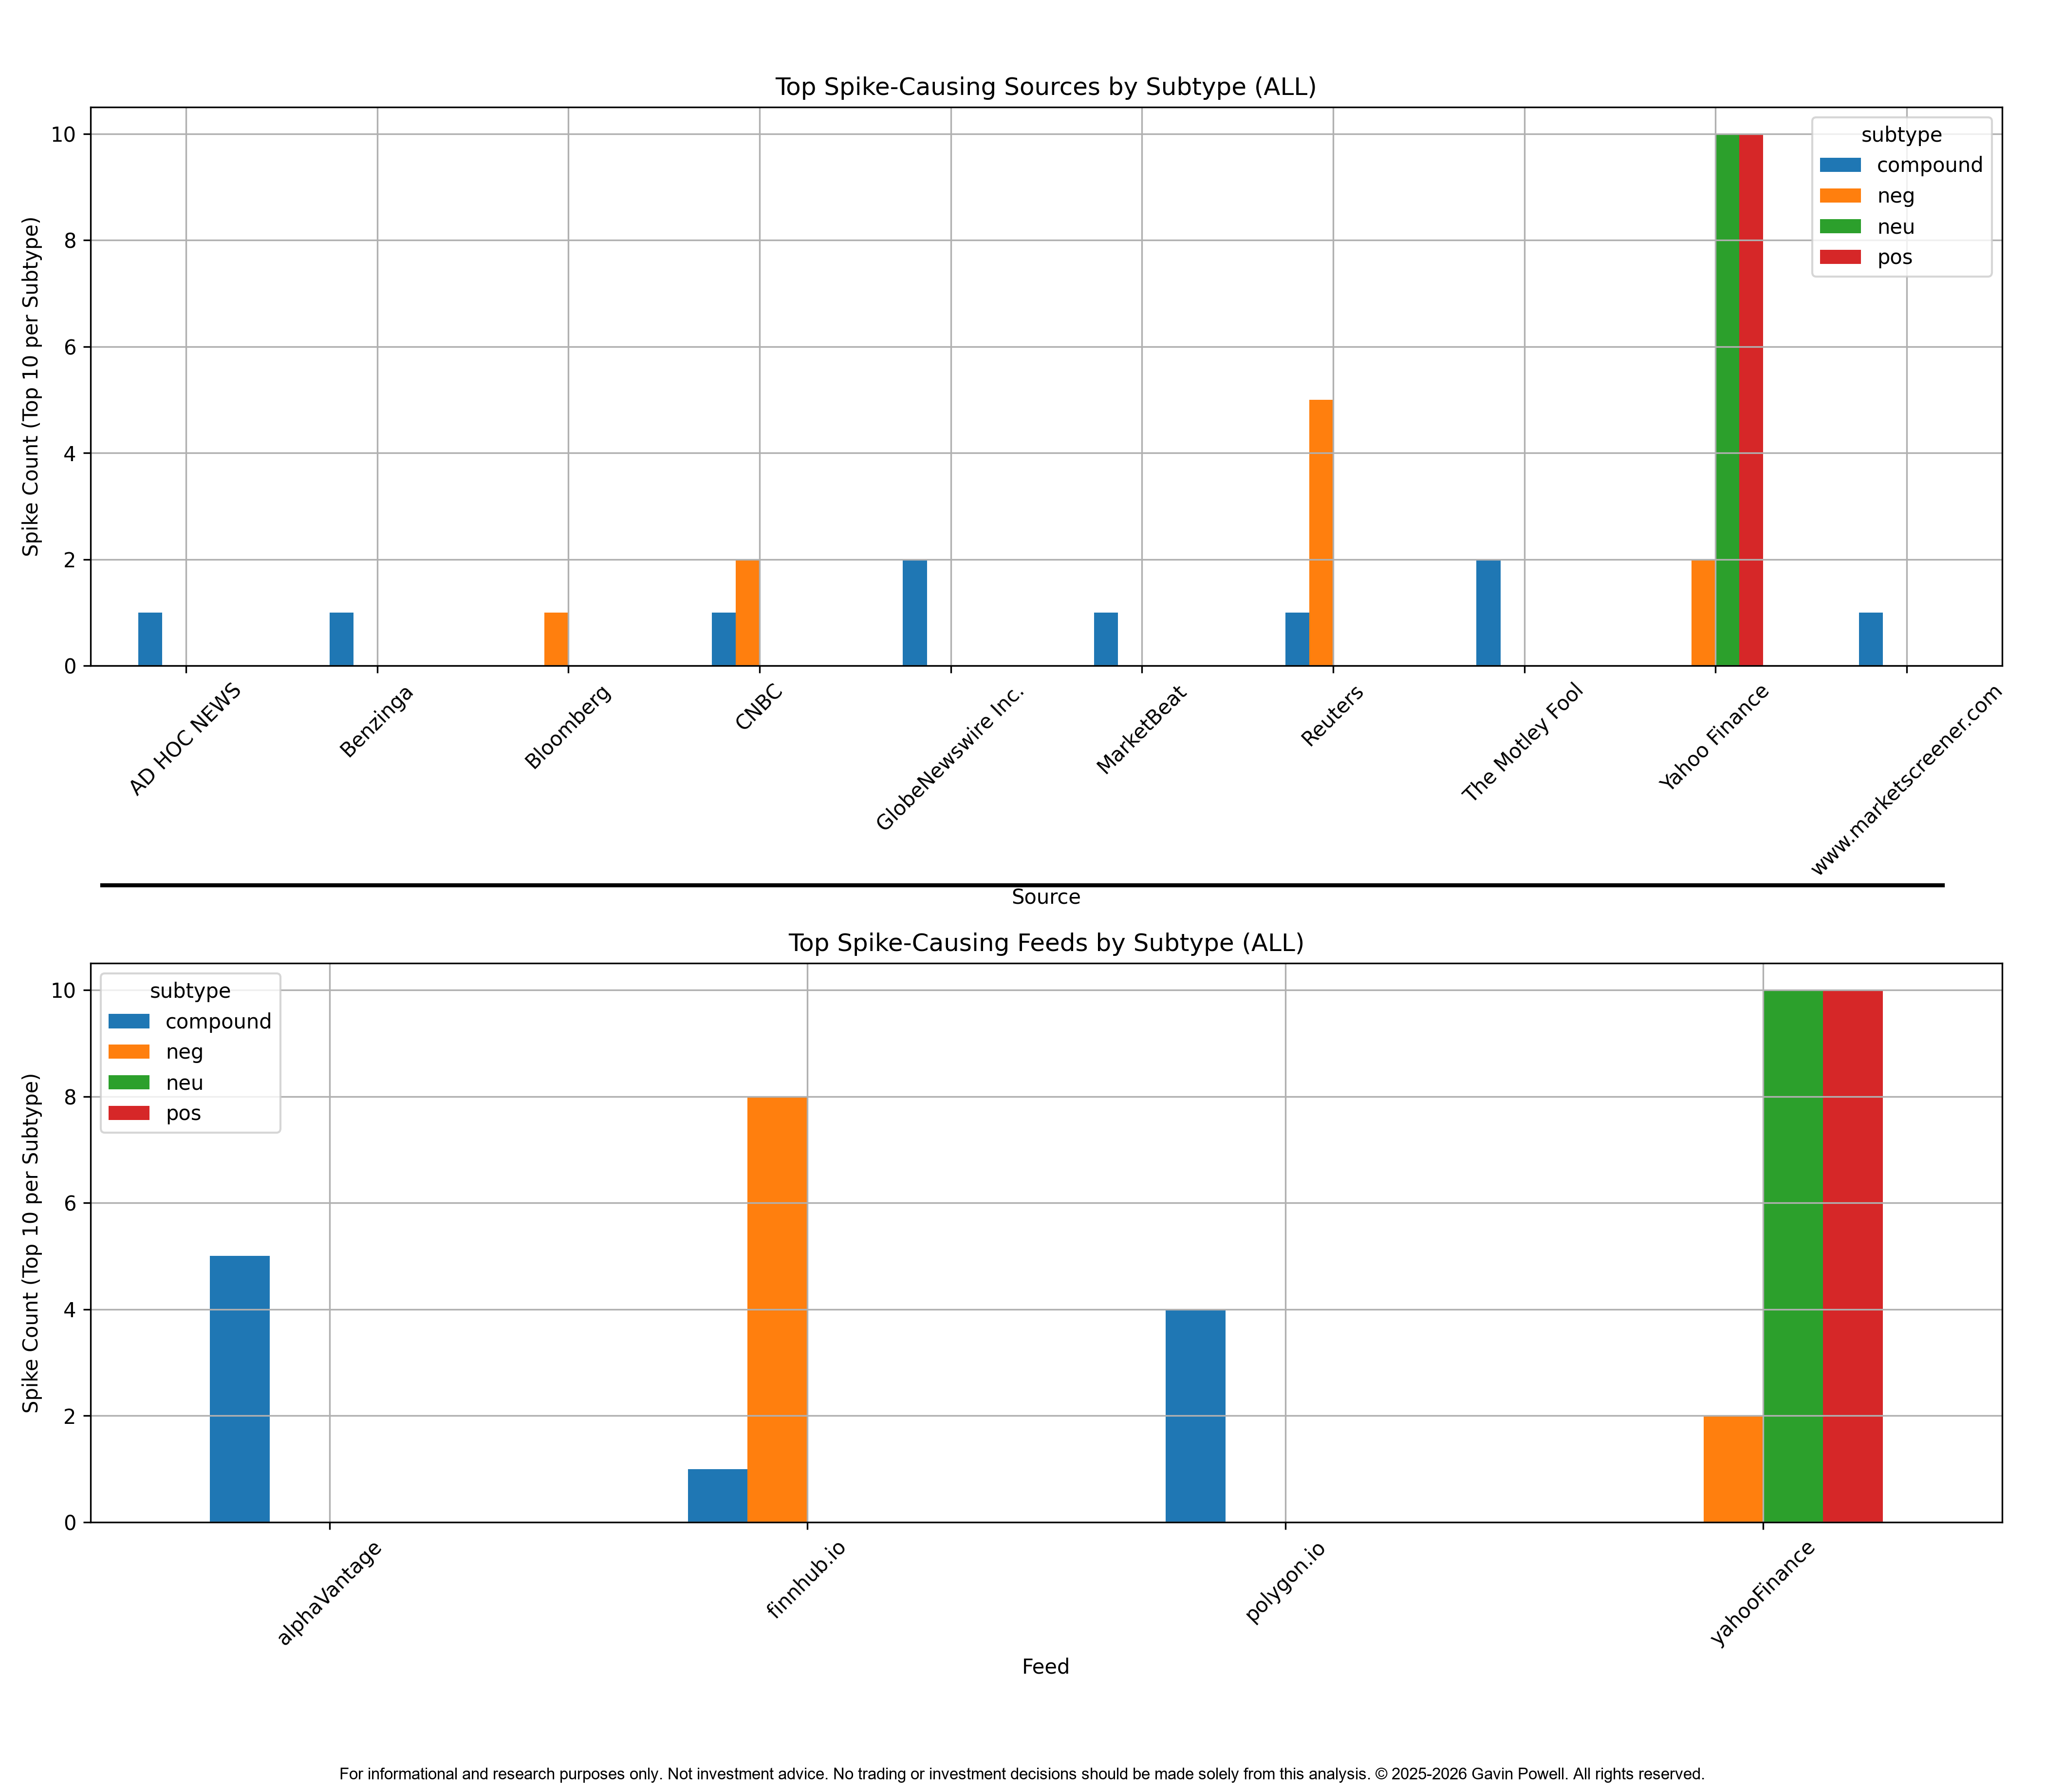 Top Spike-Causing Sources by Subtype (ALL)
Spike Count (Top 10 per Subtype)
10
8
6
4
2
0
subtype
compound
neg
neu
pos
AD HOC NEWS
Benzinga
Bloomberg
CNBC
GlobeNewswire Inc.
MarketBeat
Reuters
The Motley Fool
Yahoo Finance
www.marketscreener.com
Source
Top Spike-Causing Feeds by Subtype (ALL)
Spike Count (Top 10 per Subtype)
10
8
6
4
2
0
subtype
compound
neg
neu
pos
alphaVantage
finnhub.io
polygon.io
yahooFinance
Feed
For informational and research purposes only. Not investment advice. No trading or investment decisions should be made solely from this analysis. © 2025-2026 Gavin Powell. All rights reserved.